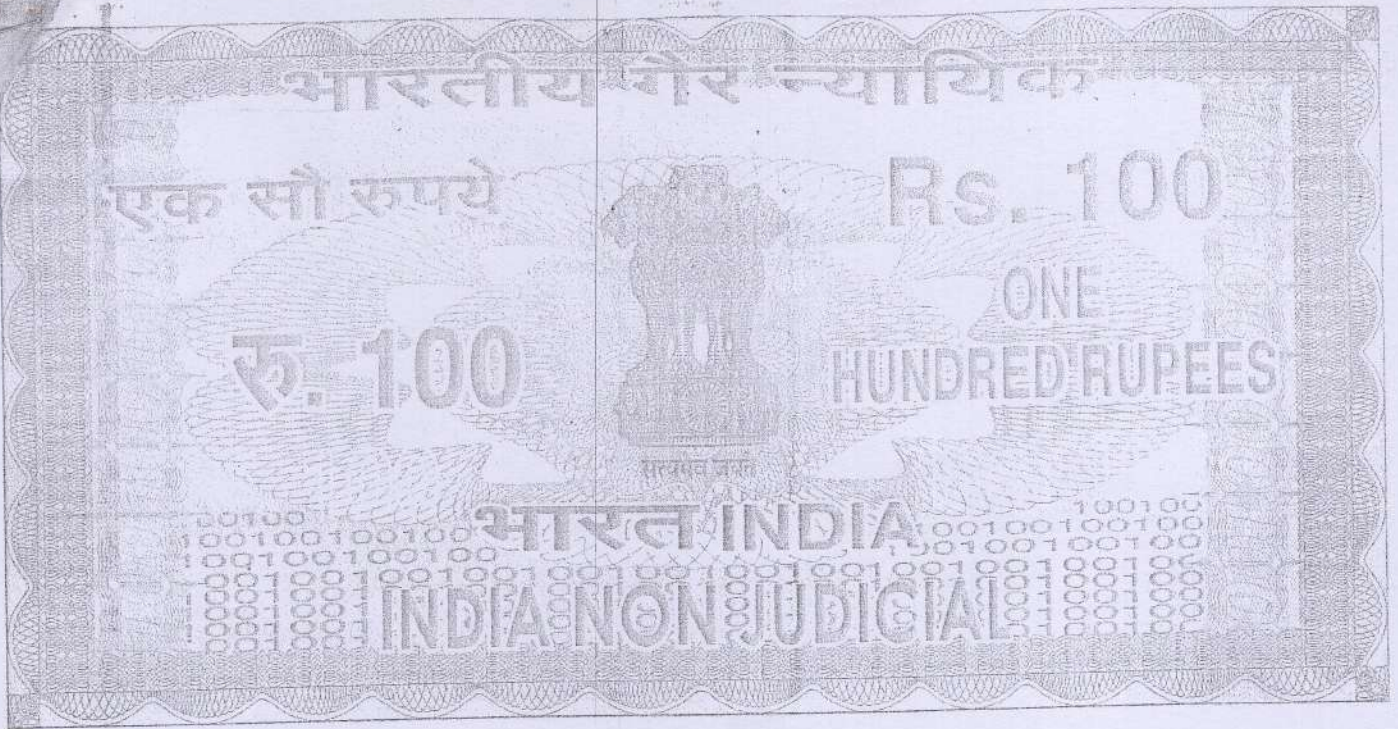 भारतीय गैर न्यायिक
एक सौ रुपये
Rs. 100
रु. 100
ONE
HUNDRED RUPEES
सत्यमेव जयते
भारत INDIA
INDIA NON JUDICIAL